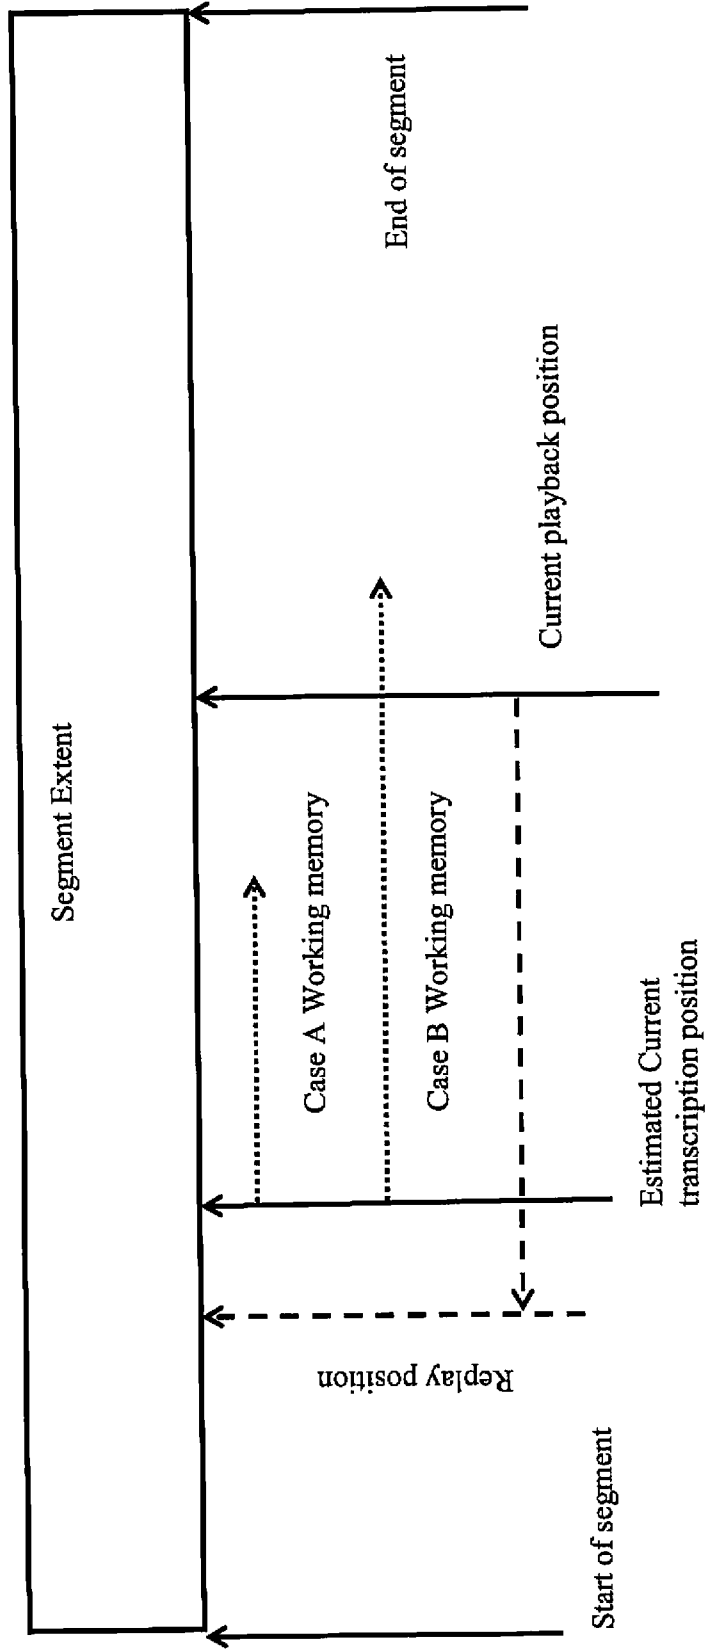 Segment Extent
Case A Working memory
Case B Working memory
Replay position
Start of segment
Estimated Current
transcription position
Current playback position
End of segment